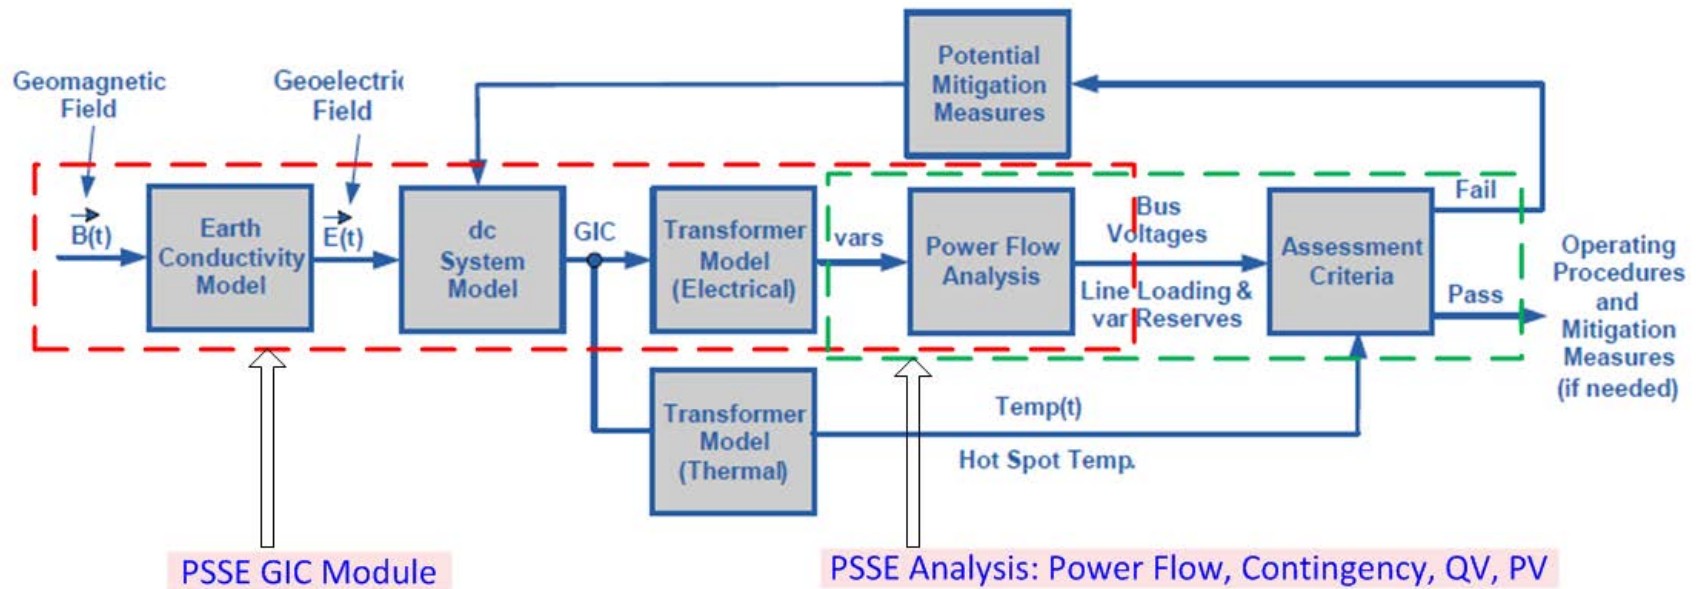 Potential
Mitigation
Measures
Geomagnetic
Field
Geoelectric
Field
B(t)
Earth
Conductivity
Model
E(t)
dc
System
Model
GIC
Transformer
Model
(Electrical)
vars
Power Flow
Analysis
Bus
Voltages
Line Loading &
var Reserves
Assessment
Criteria
Fail
Pass
Operating
Procedures
and
Mitigation
Measures
(if needed)
Transformer
Model
(Thermal)
Temp(t)
Hot Spot Temp.
PSSE GIC Module
PSSE Analysis: Power Flow, Contingency, QV, PV